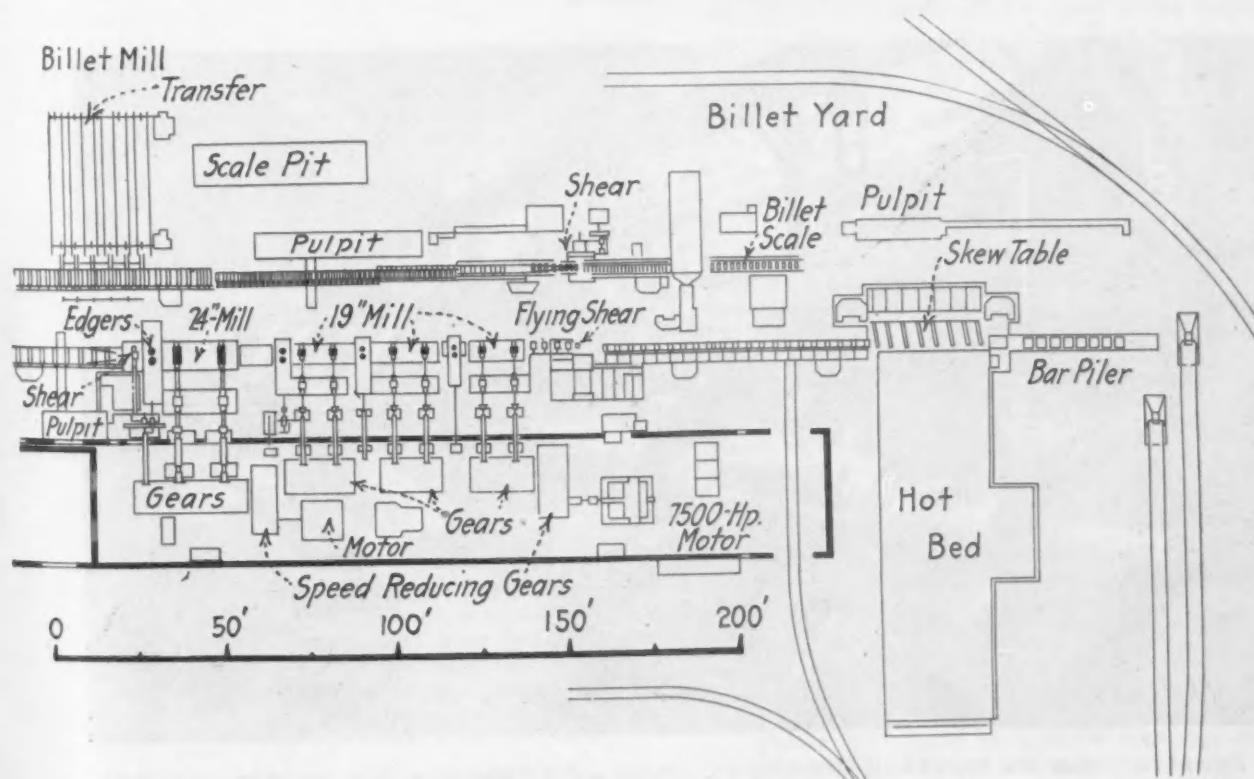 Billet Mill
Transfer
Scale Pit
Billet Yard
Shear
Pulpit
Billet
Scale
Pulpit
Skew Table
Edgers
24"-Mill
19"Mill
Flying Shear
Shear
Pulpit
Bar Piler
Gears
Gears
Motor
7500-Hp.
Motor
Hot
Bed
Speed Reducing Gears
0 50' 100' 150' 200'